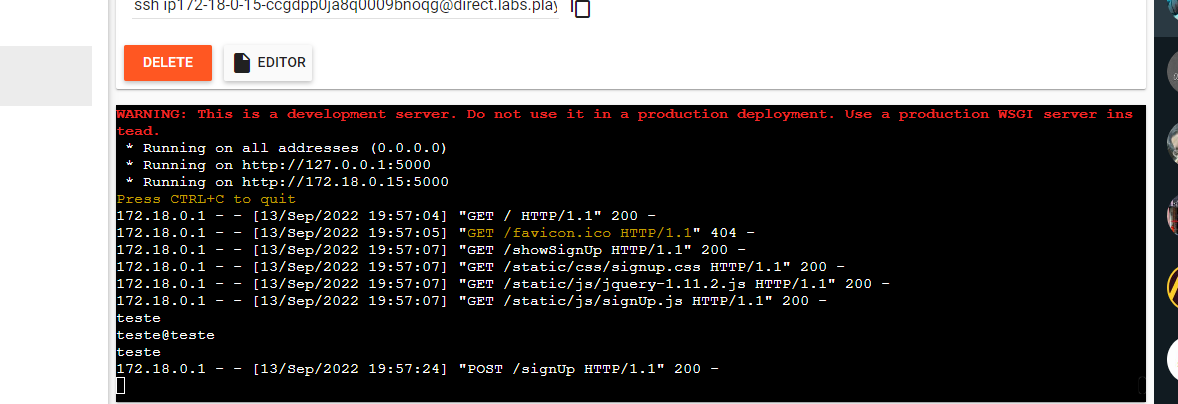 ssh ip172-18-0-15-ccgdpp0ja8q0009bnoqg@direct.labs.play
DELETE
EDITOR
WARNING: This is a development server. Do not use it in a production deployment. Use a production WSGI server ins
tead.
* Running on all addresses (0.0.0.0)
* Running on http://127.0.0.1:5000
* Running on http://172.18.0.15:5000
Press CTRL+C to quit
172.18.0.1 - - [13/Sep/2022 19:57:04] "GET / HTTP/1.1" 200 -
172.18.0.1 - - [13/Sep/2022 19:57:05] "GET /favicon.ico HTTP/1.1" 404 -
172.18.0.1 - - [13/Sep/2022 19:57:07] "GET /showSignUp HTTP/1.1" 200 -
172.18.0.1 - - [13/Sep/2022 19:57:07] "GET /static/css/signup.css HTTP/1.1" 200 -
172.18.0.1 - - [13/Sep/2022 19:57:07] "GET /static/js/jquery-1.11.2.js HTTP/1.1" 200 -
172.18.0.1 - - [13/Sep/2022 19:57:07] "GET /static/js/signUp.js HTTP/1.1" 200 -
teste
teste@teste
teste
172.18.0.1 - - [13/Sep/2022 19:57:24] "POST /signUp HTTP/1.1" 200 -